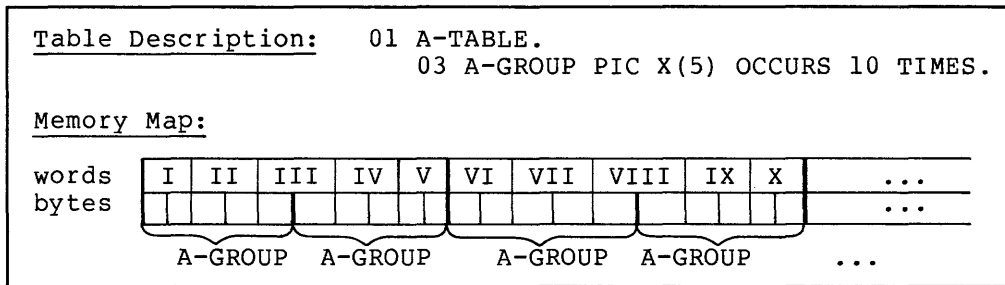 Table Description: 01 A-TABLE.
03 A-GROUP PIC X(5) OCCURS 10 TIMES.
Memory Map:
words I II III IV V VI VII VIII IX X ...
bytes ...
A-GROUP A-GROUP A-GROUP A-GROUP ...